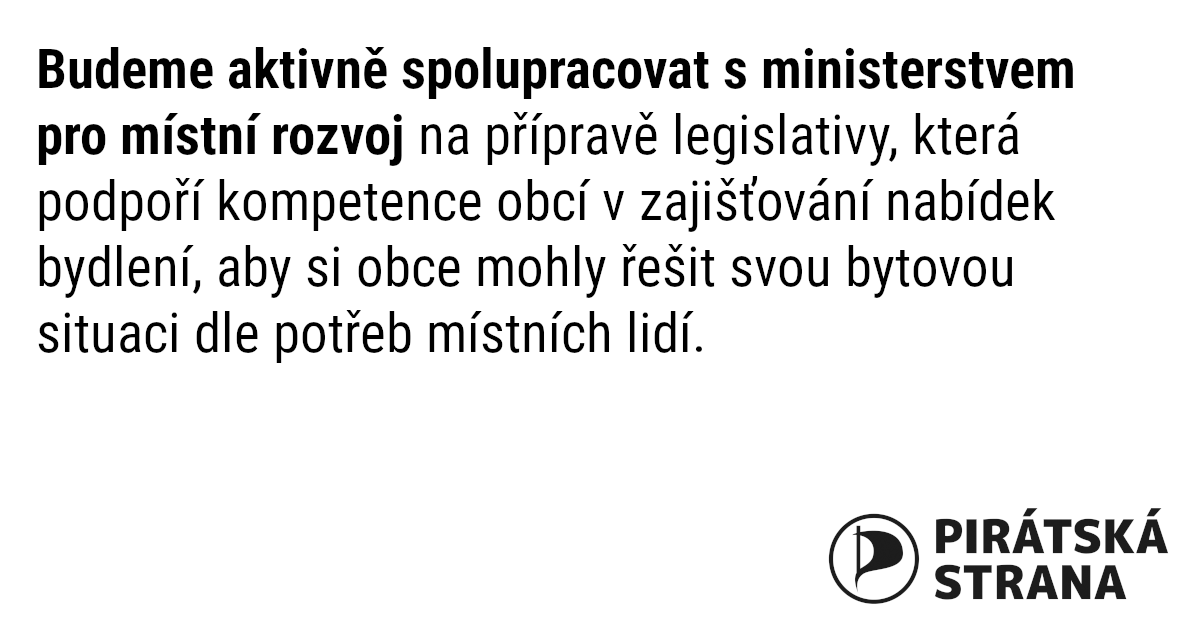 Budeme aktivně spolupracovat s ministerstvem
pro místní rozvoj na přípravě legislativy, která
podpoří kompetence obcí v zajišťování nabídek
bydlení, aby si obce mohly řešit svou bytovou
situaci dle potřeb místních lidí.
PIRÁTSKÁ
STRANA